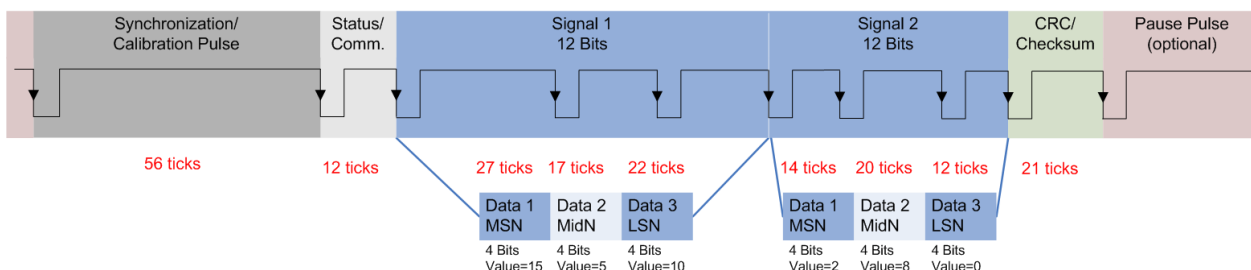 Synchronization/
Calibration Pulse
Status/
Comm.
Signal 1
12 Bits
Signal 2
12 Bits
CRC/
Checksum
Pause Pulse
(optional)
56 ticks
12 ticks
27 ticks
17 ticks
22 ticks
14 ticks
20 ticks
12 ticks
21 ticks
Data 1
MSN
Data 2
MidN
Data 3
LSN
Data 1
MSN
Data 2
MidN
Data 3
LSN
4 Bits
Value=15
4 Bits
Value=5
4 Bits
Value=10
4 Bits
Value=2
4 Bits
Value=8
4 Bits
Value=0